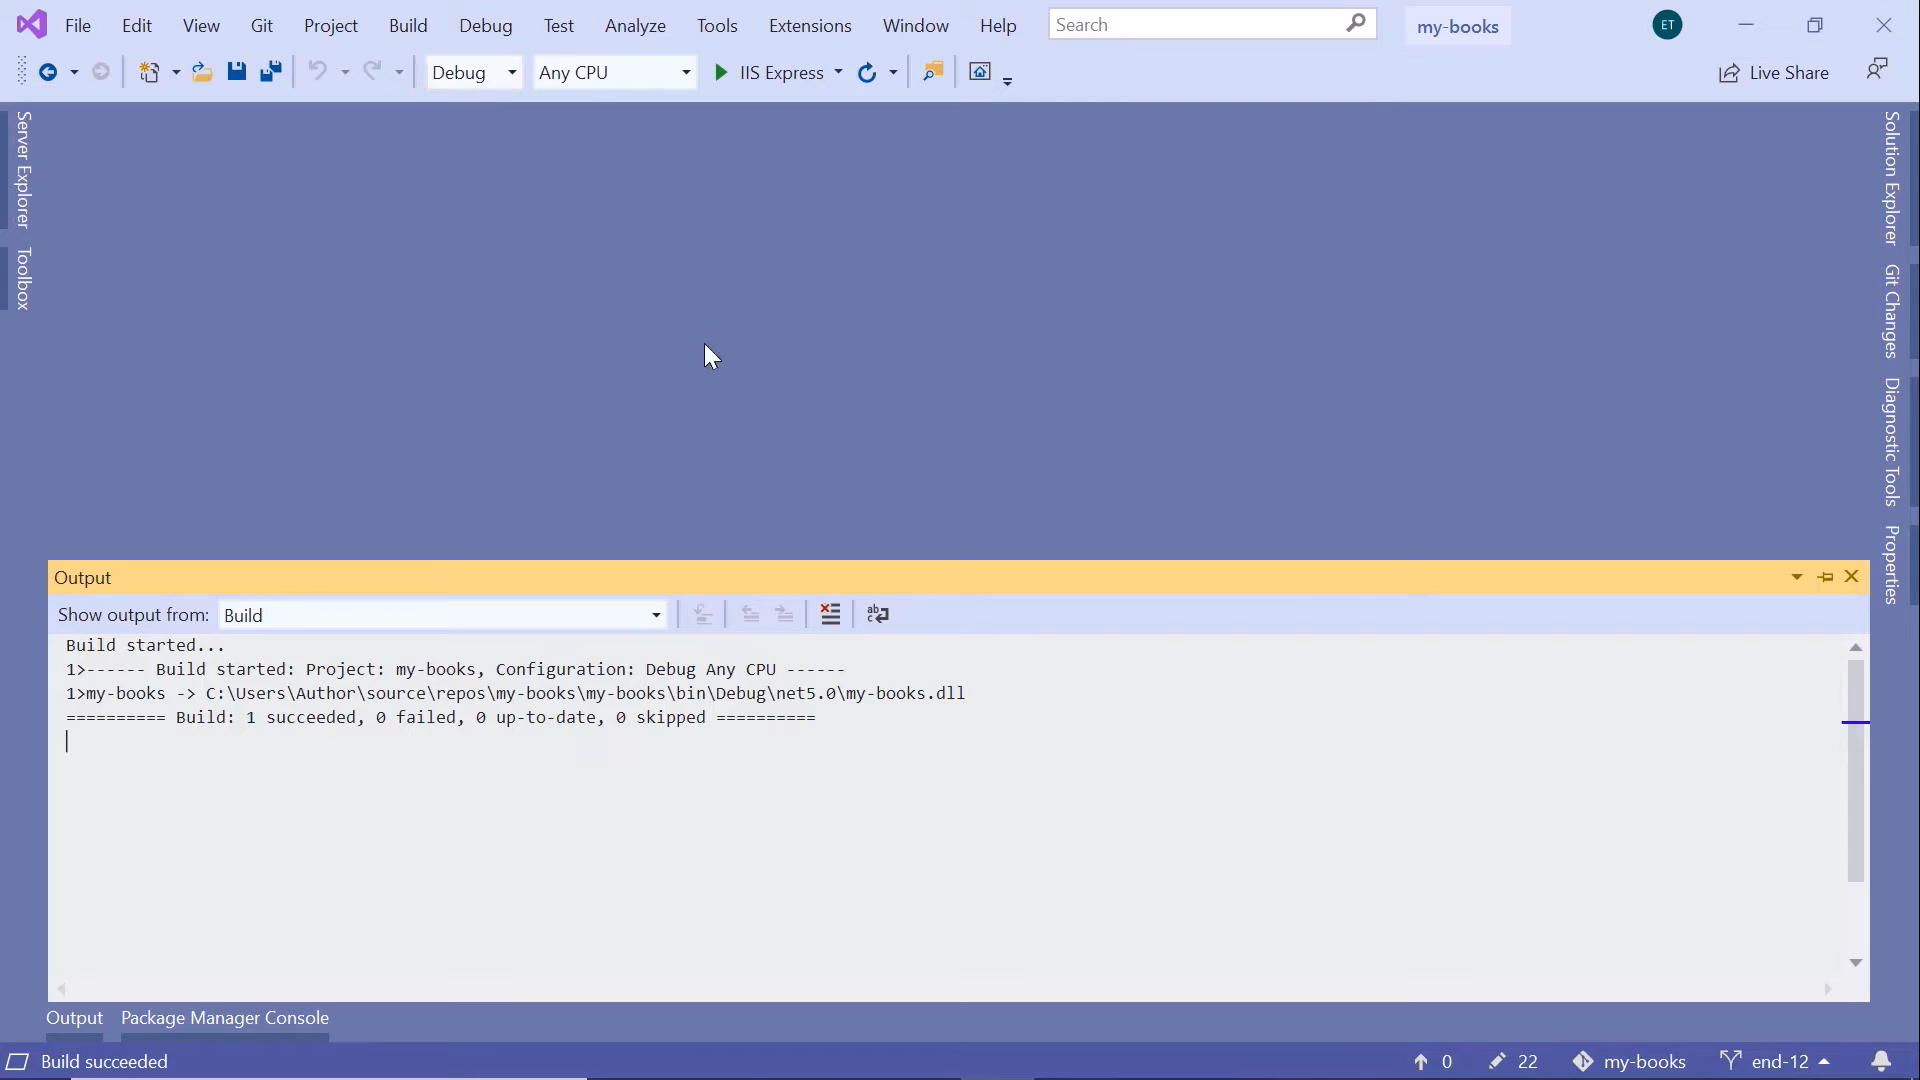 File Edit View Git Project Build Debug Test Analyze Tools Extensions Window Help Search my-books ET
Debug Any CPU IIS Express Live Share
Server Explorer
Toolbox
Solution Explorer
Git Changes
Diagnostic Tools
Properties
Output
Show output from: Build
Build started...
1>------ Build started: Project: my-books, Configuration: Debug Any CPU ------
1>my-books -> C:\Users\Author\source\repos\my-books\my-books\bin\Debug\net5.0\my-books.dll
========== Build: 1 succeeded, 0 failed, 0 up-to-date, 0 skipped ==========
Output Package Manager Console
Build succeeded 0 22 my-books end-12